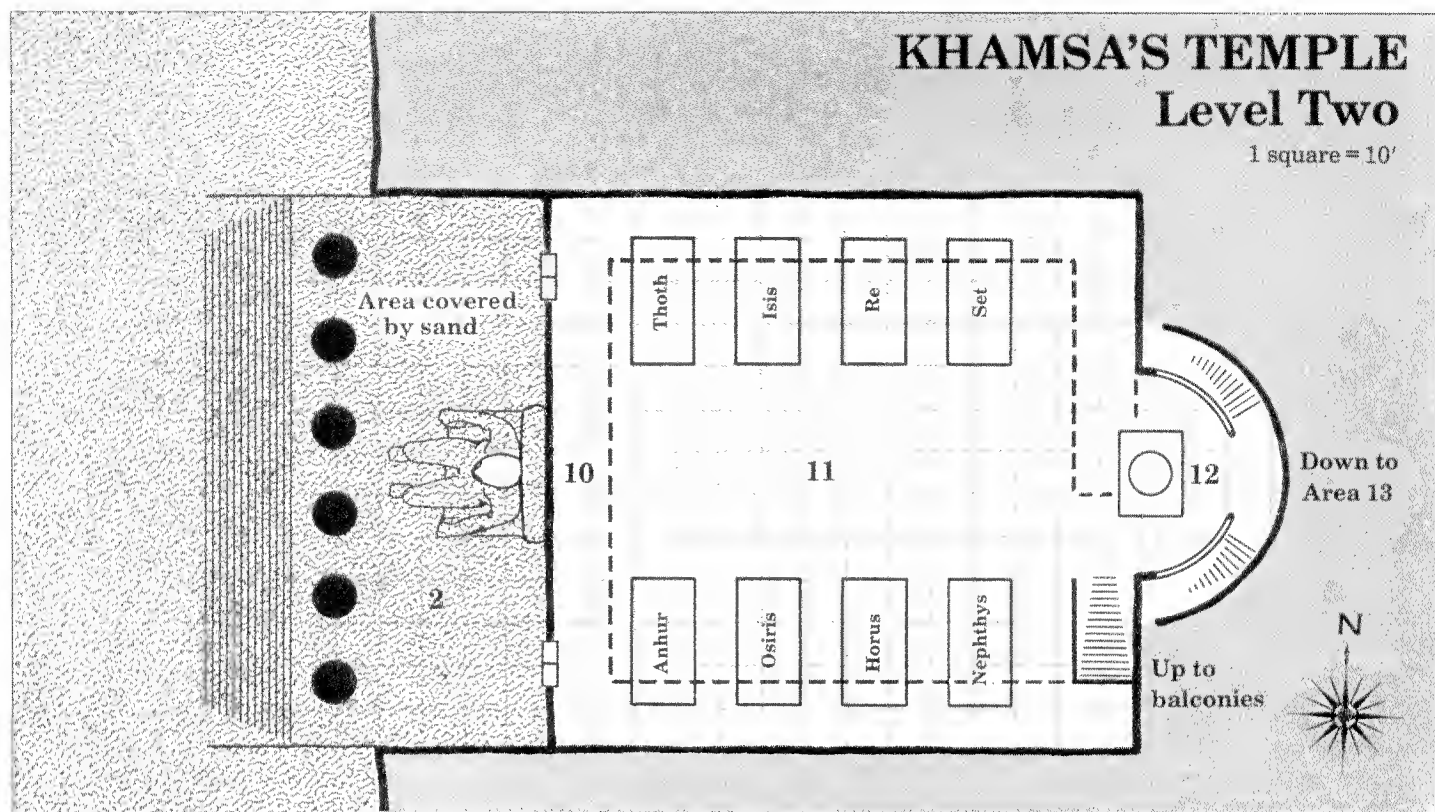 KHAMSA'S TEMPLE
Level Two
1 square = 10'
Area covered
by sand
Thoth
Isis
Re
Set
10
11
12
Down to
Area 13
2
Anhur
Osiris
Horus
Nephthys
Up to
balconies
N